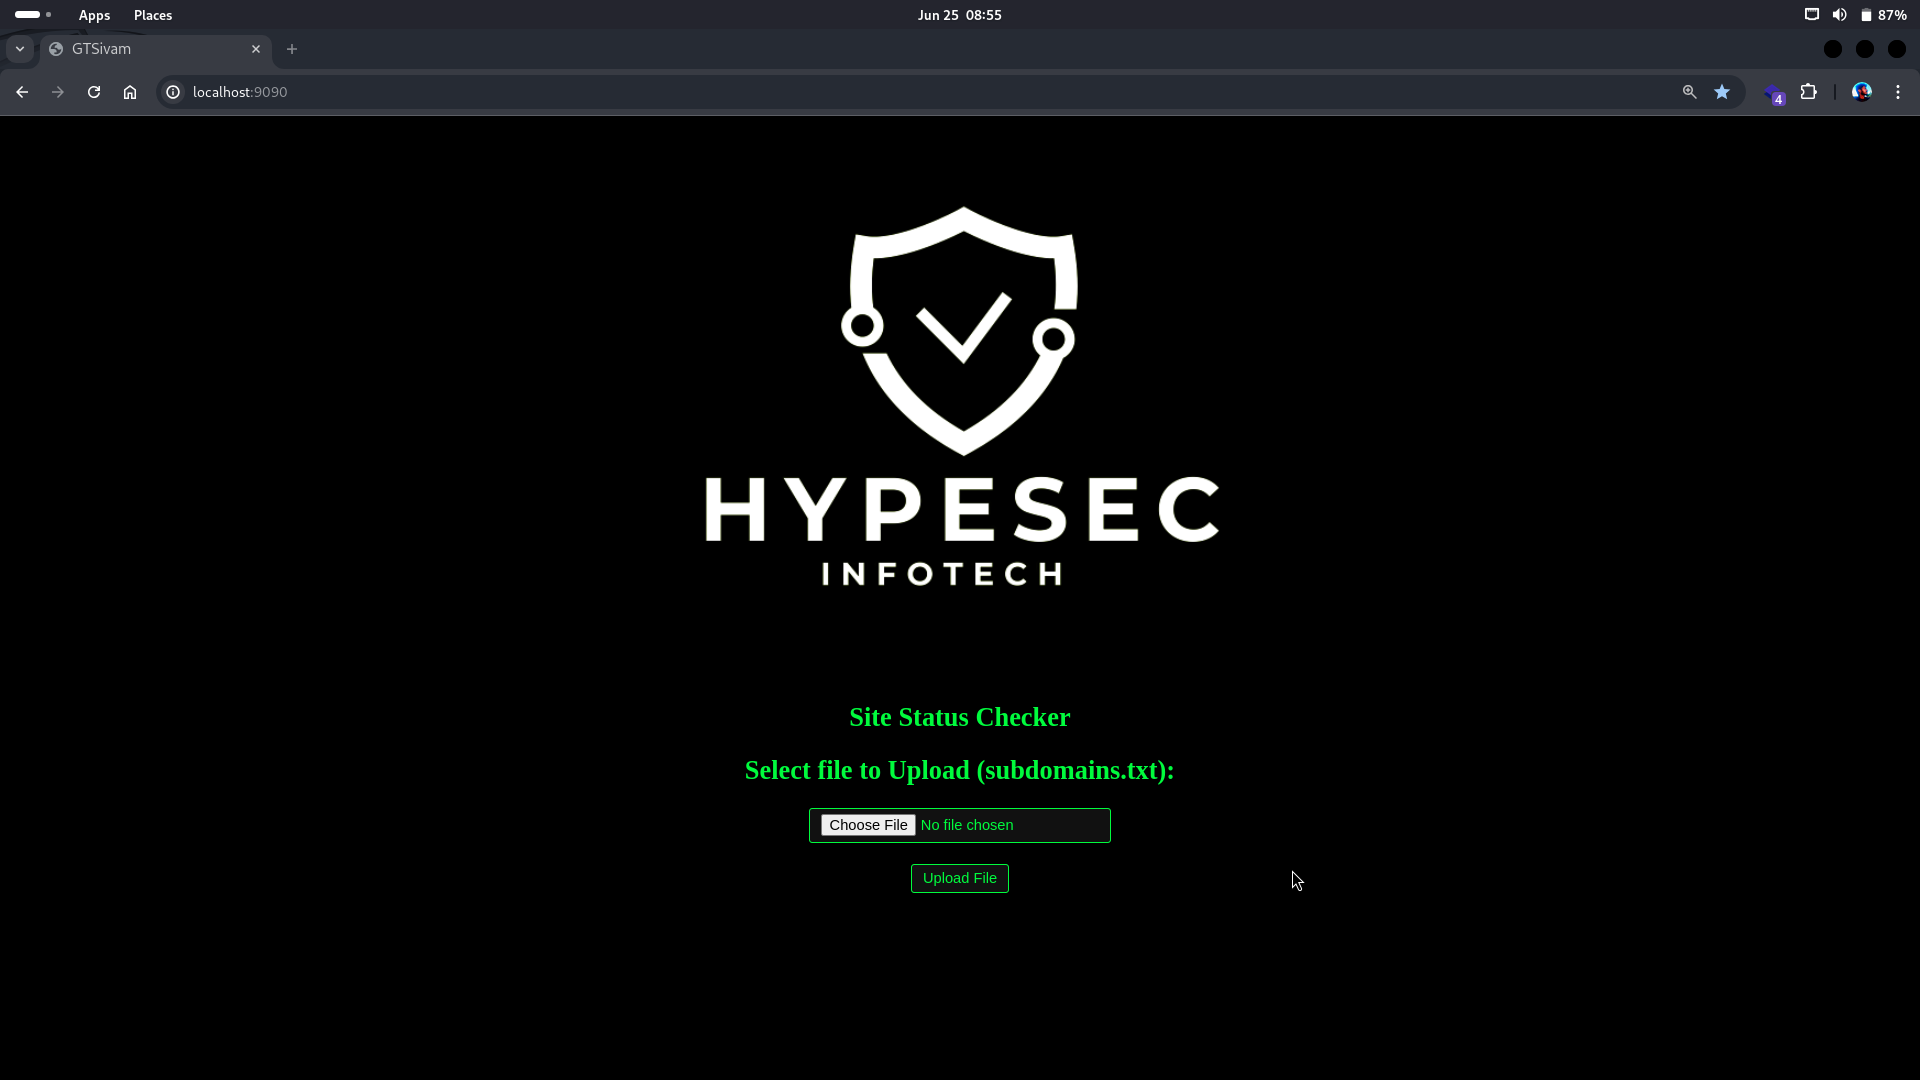 Apps Places Jun 25 08:55 87%
GTSivam
localhost:9090 4
HYPESEC
INFOTECH
Site Status Checker
Select file to Upload (subdomains.txt):
Choose File No file chosen
Upload File